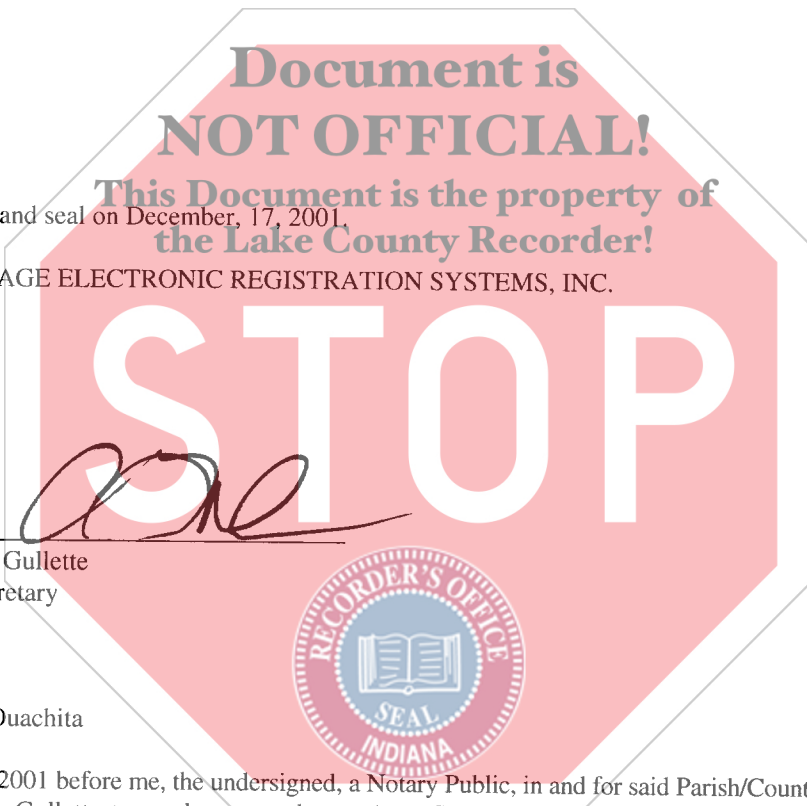 Document is
NOT OFFICIAL!
This Document is the property of
and seal on December, 17, 2001.
the Lake County Recorder!
AGE ELECTRONIC REGISTRATION SYSTEMS, INC.
STOP
Gullette
retary
RECORDER'S OFFICE
SEAL
INDIANA
Ouachita
2001 before me, the undersigned, a Notary Public, in and for said Parish/Coun